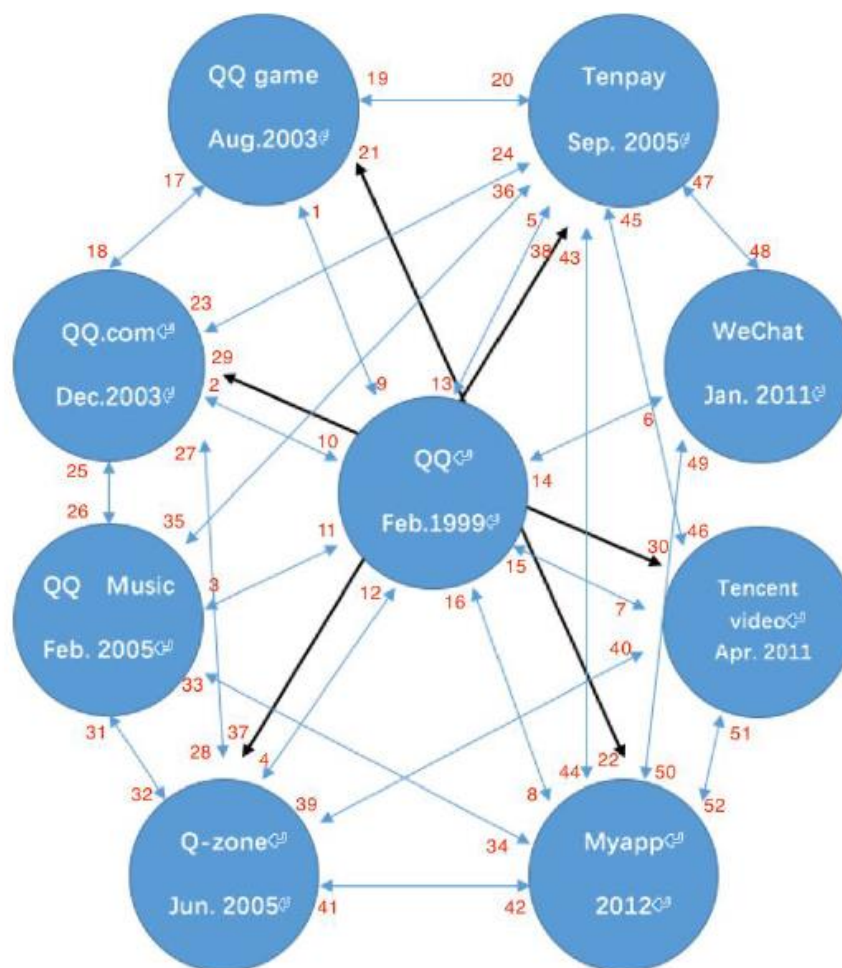 QQ game
Aug.2003
Tenpay
Sep. 2005
19
20
21
24
36
17
1
5
38
43
45
47
18
48
23
QQ.com
Dec.2003
WeChat
Jan. 2011
29
2
9
13
6
27
10
QQ
Feb.1999
14
49
25
26
35
11
30
46
QQ Music
Feb. 2005
3
12
16
15
7
Tencent
video
Apr. 2011
33
40
31
37
28
4
44
22
50
51
32
39
8
52
Q-zone
Jun. 2005
34
Myapp
2012
41
42